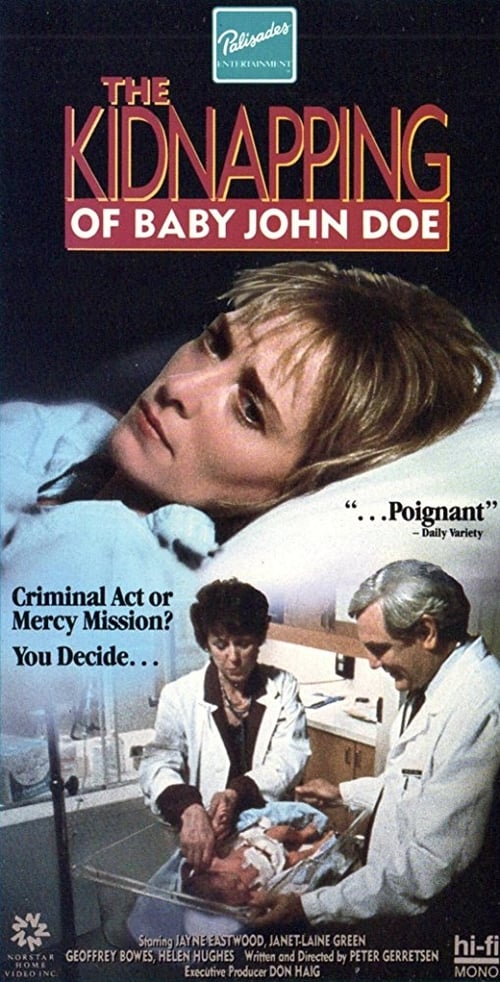 Palisades
ENTERTAINMENT
THE
KIDNAPPING
OF BABY JOHN DOE
“...Poignant”
– Daily Variety
Criminal Act or
Mercy Mission?
You Decide...
Starring JAYNE EASTWOOD, JANET-LAINE GREEN
GEOFFREY BOWES, HELEN HUGHES Written and Directed by PETER GERRETSEN
Executive Producer DON HAIG
NORSTAR
HOME
VIDEO INC.
hi-fi
MONO